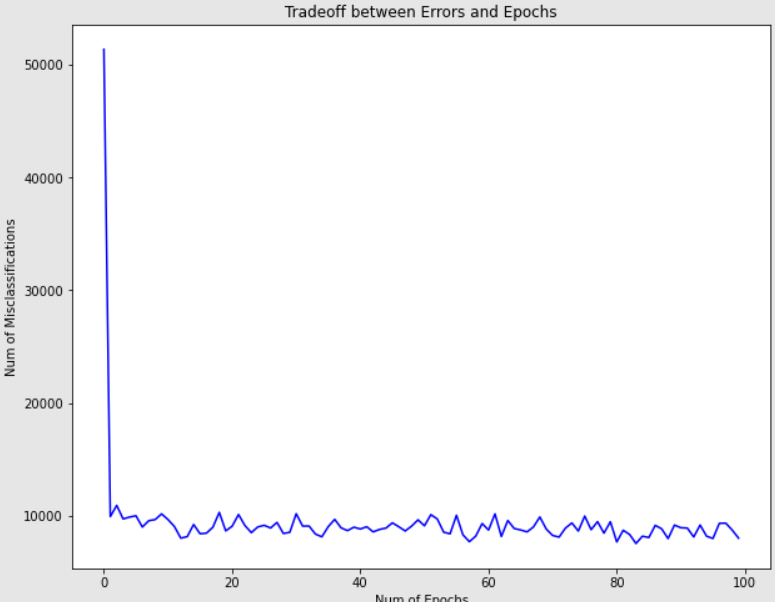 Tradeoff between Errors and Epochs
50000
40000
30000
20000
10000
Num of Misclassifications
0 20 40 60 80 100
Num of Epochs